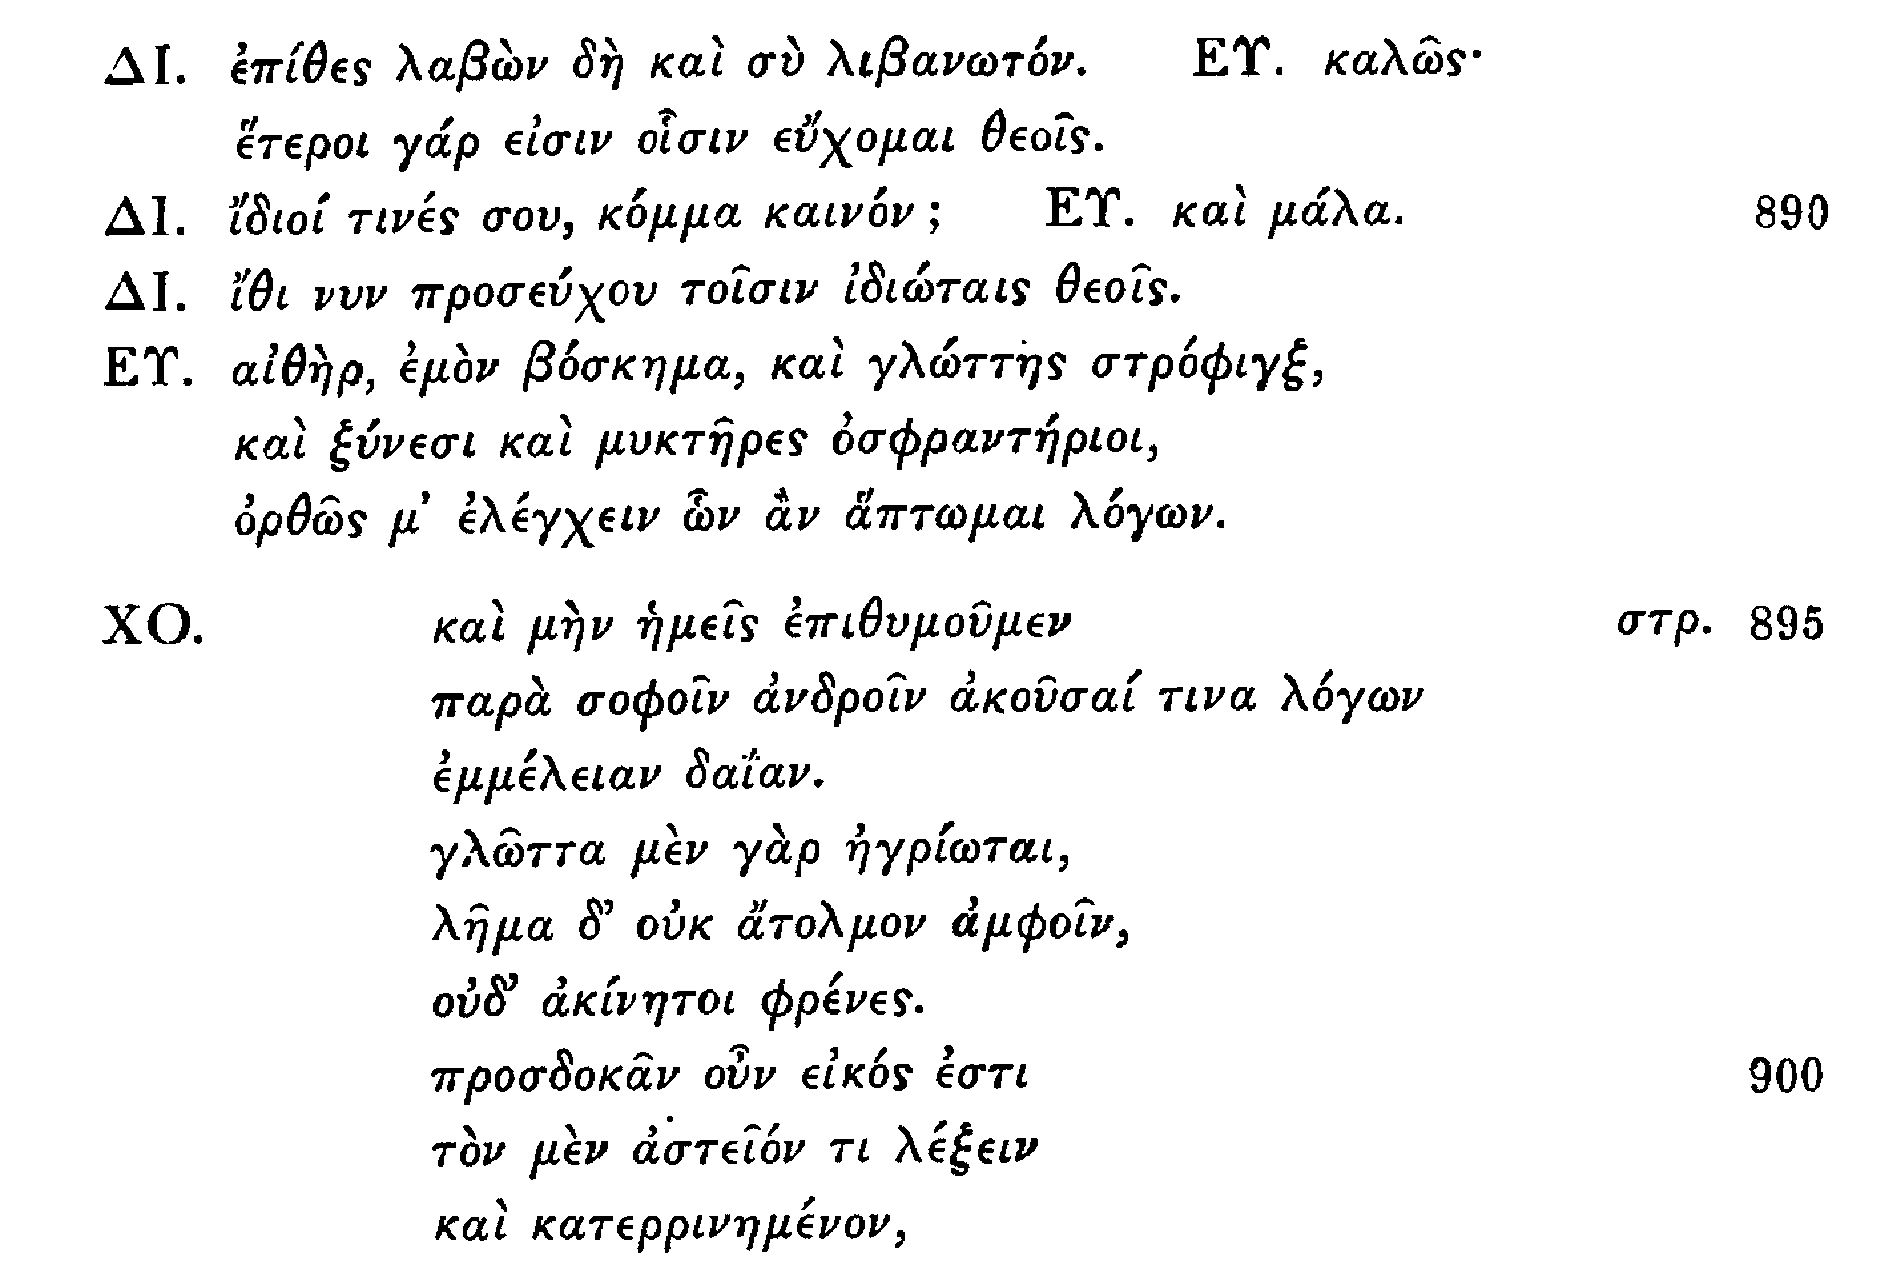 ΔΙ. ἐπίθες λαβὼν δὴ καὶ σὺ λιβανωτόν. ΕΥ. καλῶς·
ἕτεροι γάρ εἰσιν οἷσιν εὔχομαι θεοῖς.
ΔΙ. ἴδιοί τινές σου, κόμμα καινόν; ΕΥ. καὶ μάλα. 890
ΔΙ. ἴθι νυν προσεύχου τοῖσιν ἰδιώταις θεοῖς.
ΕΥ. αἰθὴρ, ἐμὸν βόσκημα, καὶ γλώττης στρόφιγξ,
καὶ ξύνεσι καὶ μυκτῆρες ὀσφραντήριοι,
ὀρθῶς μ' ἐλέγχειν ὧν ἂν ἅπτωμαι λόγων.
ΧΟ. καὶ μὴν ἡμεῖς ἐπιθυμοῦμεν στρ. 895
παρὰ σοφοῖν ἀνδροῖν ἀκοῦσαί τινα λόγων
ἐμμέλειαν δαΐαν.
γλῶττα μὲν γὰρ ἠγρίωται,
λῆμα δ' οὐκ ἄτολμον ἀμφοῖν,
οὐδ' ἀκίνητοι φρένες.
προσδοκᾶν οὖν εἰκός ἐστι 900
τὸν μὲν ἀστεῖόν τι λέξειν
καὶ κατερρινημένον,